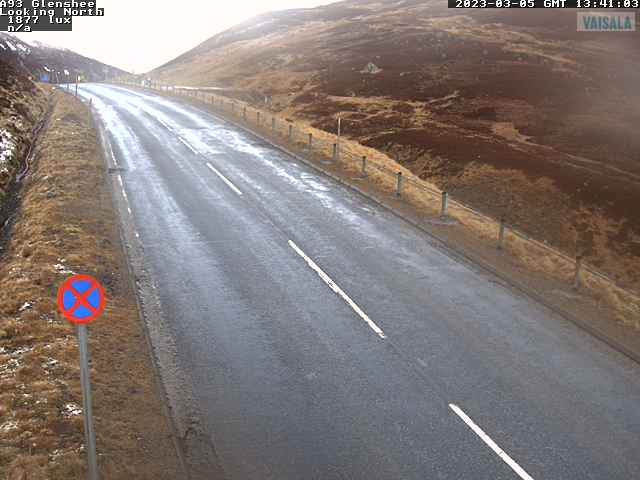 A93 Glenshee
Looking North
1877 lux
n/a
2023-03-05 GMT 13:41:03
VAISALA